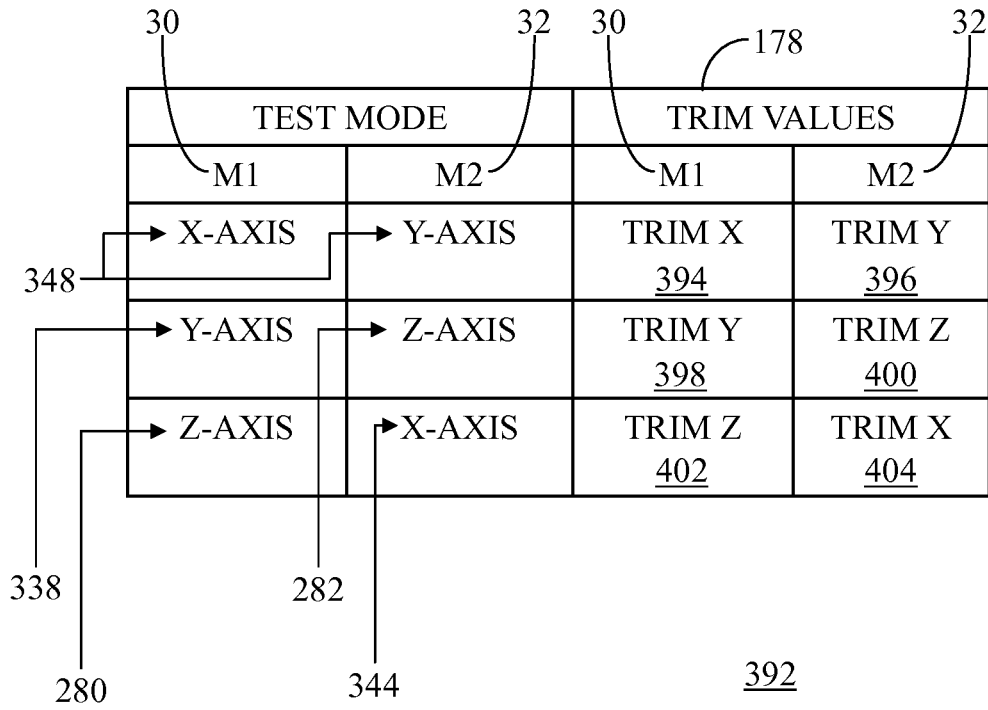 30 32 30 32
178
TEST MODE TRIM VALUES
M1 M2 M1 M2
X-AXIS Y-AXIS TRIM X TRIM Y
348 394 396
Y-AXIS Z-AXIS TRIM Y TRIM Z
398 400
Z-AXIS X-AXIS TRIM Z TRIM X
402 404
338 282
280 344 392